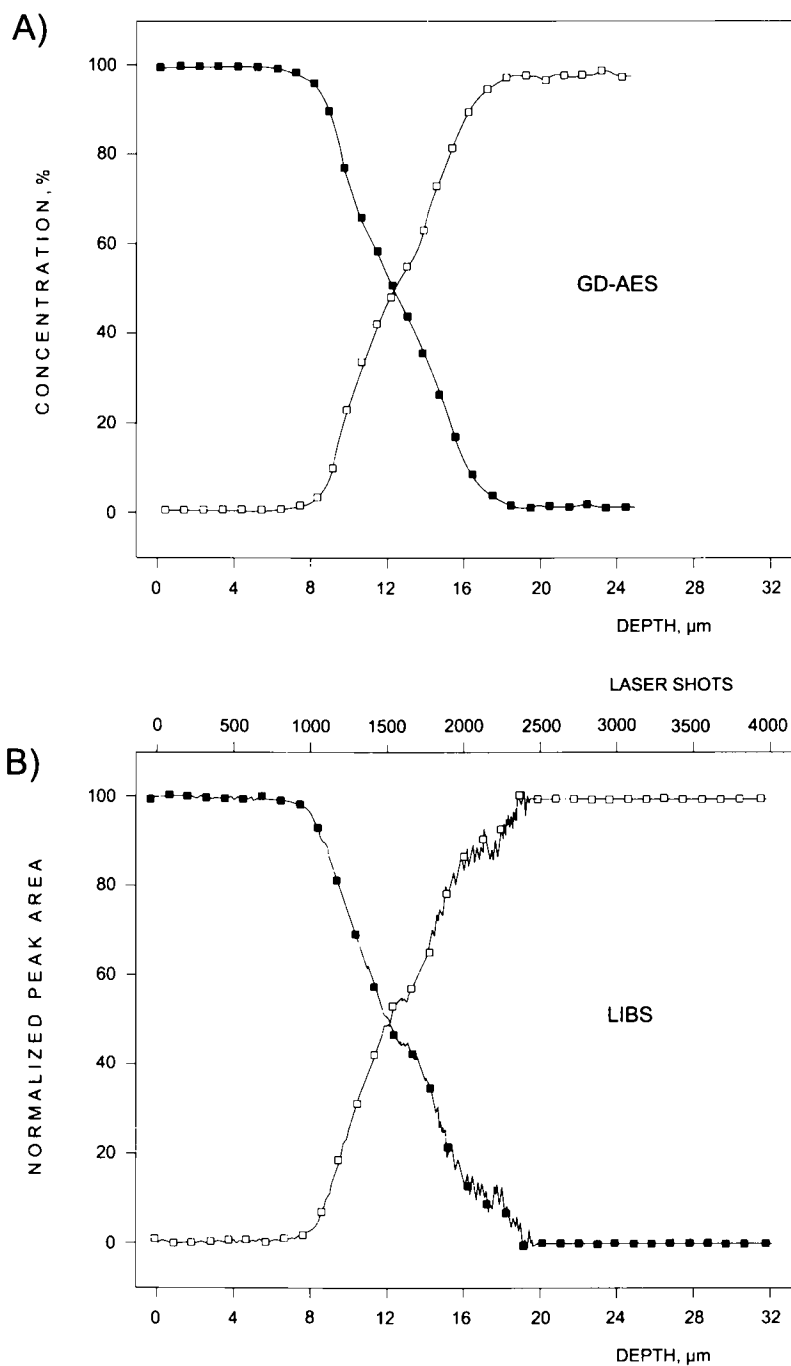 A)
100
80
60
40
20
0
CONCENTRATION, %
GD-AES
0 4 8 12 16 20 24 28 32
DEPTH, µm
LASER SHOTS
0 500 1000 1500 2000 2500 3000 3500 4000
B)
100
80
60
40
20
0
NORMALIZED PEAK AREA
LIBS
0 4 8 12 16 20 24 28 32
DEPTH, µm